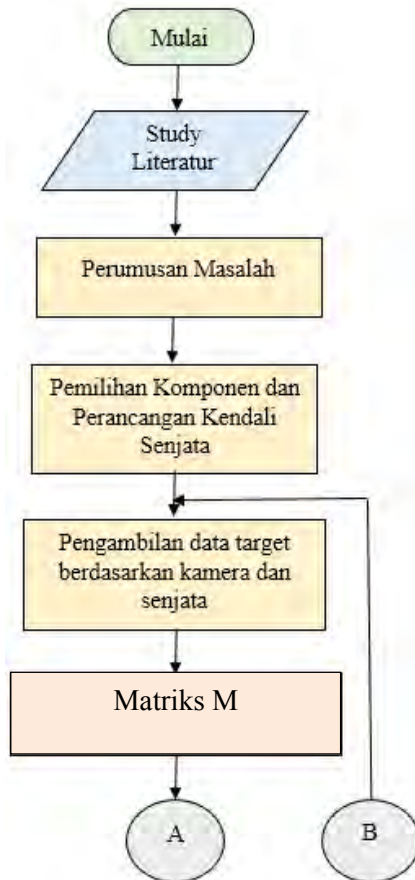 Mulai
Study
Literatur
Perumusan Masalah
Pemilihan Komponen dan
Perancangan Kendali
Senjata
Pengambilan data target
berdasarkan kamera dan
senjata
Matriks M
A
B